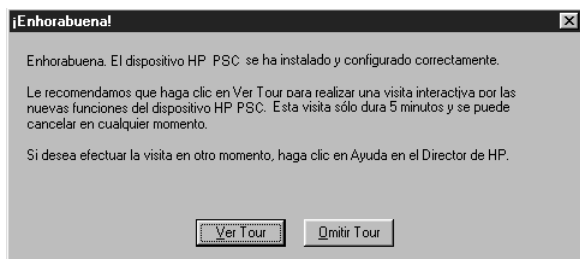 ¡Enhorabuena!
Enhorabuena. El dispositivo HP PSC se ha instalado y configurado correctamente.
Le recomendamos que haga clic en Ver Tour para realizar una visita interactiva por las
nuevas funciones del dispositivo HP PSC. Esta visita sólo dura 5 minutos y se puede
cancelar en cualquier momento.
Si desea efectuar la visita en otro momento, haga clic en Ayuda en el Director de HP.
Ver Tour
Omitir Tour